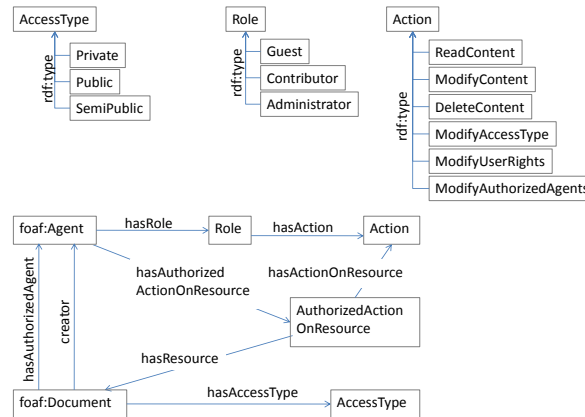 AccessType
rdf:type
Private
Public
SemiPublic
Role
rdf:type
Guest
Contributor
Administrator
Action
rdf:type
ReadContent
ModifyContent
DeleteContent
ModifyAccessType
ModifyUserRights
ModifyAuthorizedAgents
foaf:Agent
hasRole
Role
hasAction
Action
hasAuthorizedAgent
creator
hasAuthorized
ActionOnResource
hasActionOnResource
AuthorizedAction
OnResource
hasResource
foaf:Document
hasAccessType
AccessType